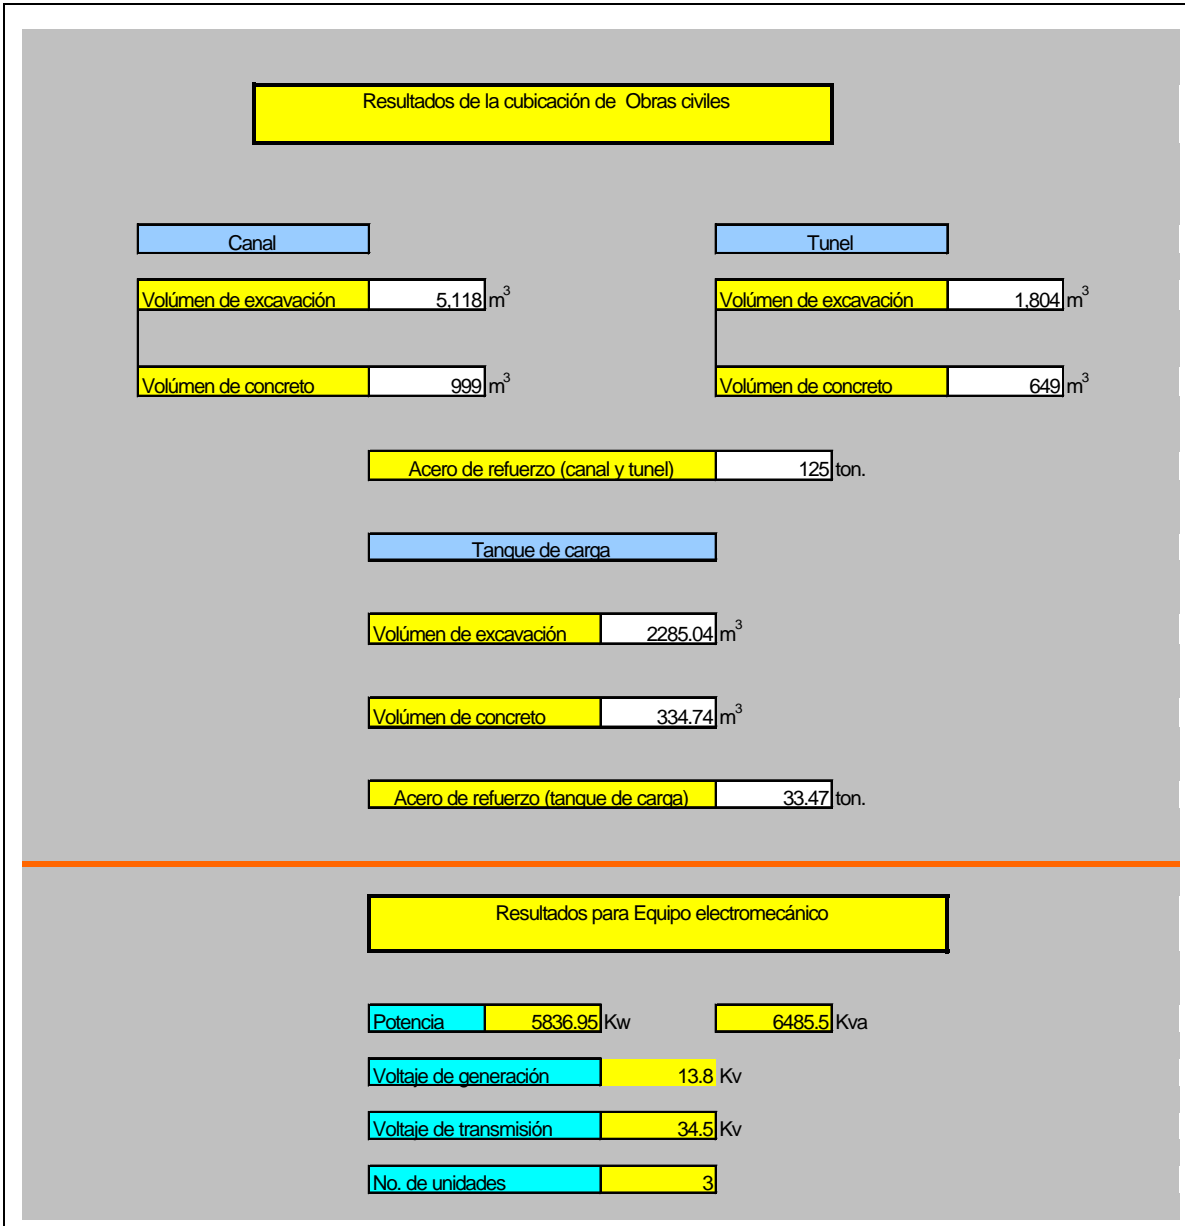 Resultados de la cubicación de Obras civiles
Canal Tunel
Volúmen de excavación 5,118 m³ Volúmen de excavación 1,804 m³
Volúmen de concreto 999 m³ Volúmen de concreto 649 m³
Acero de refuerzo (canal y tunel) 125 ton.
Tanque de carga
Volúmen de excavación 2285.04 m³
Volúmen de concreto 334.74 m³
Acero de refuerzo (tanque de carga) 33.47 ton.
Resultados para Equipo electromecánico
Potencia 5836.95 Kw 6485.5 Kva
Voltaje de generación 13.8 Kv
Voltaje de transmisión 34.5 Kv
No. de unidades 3